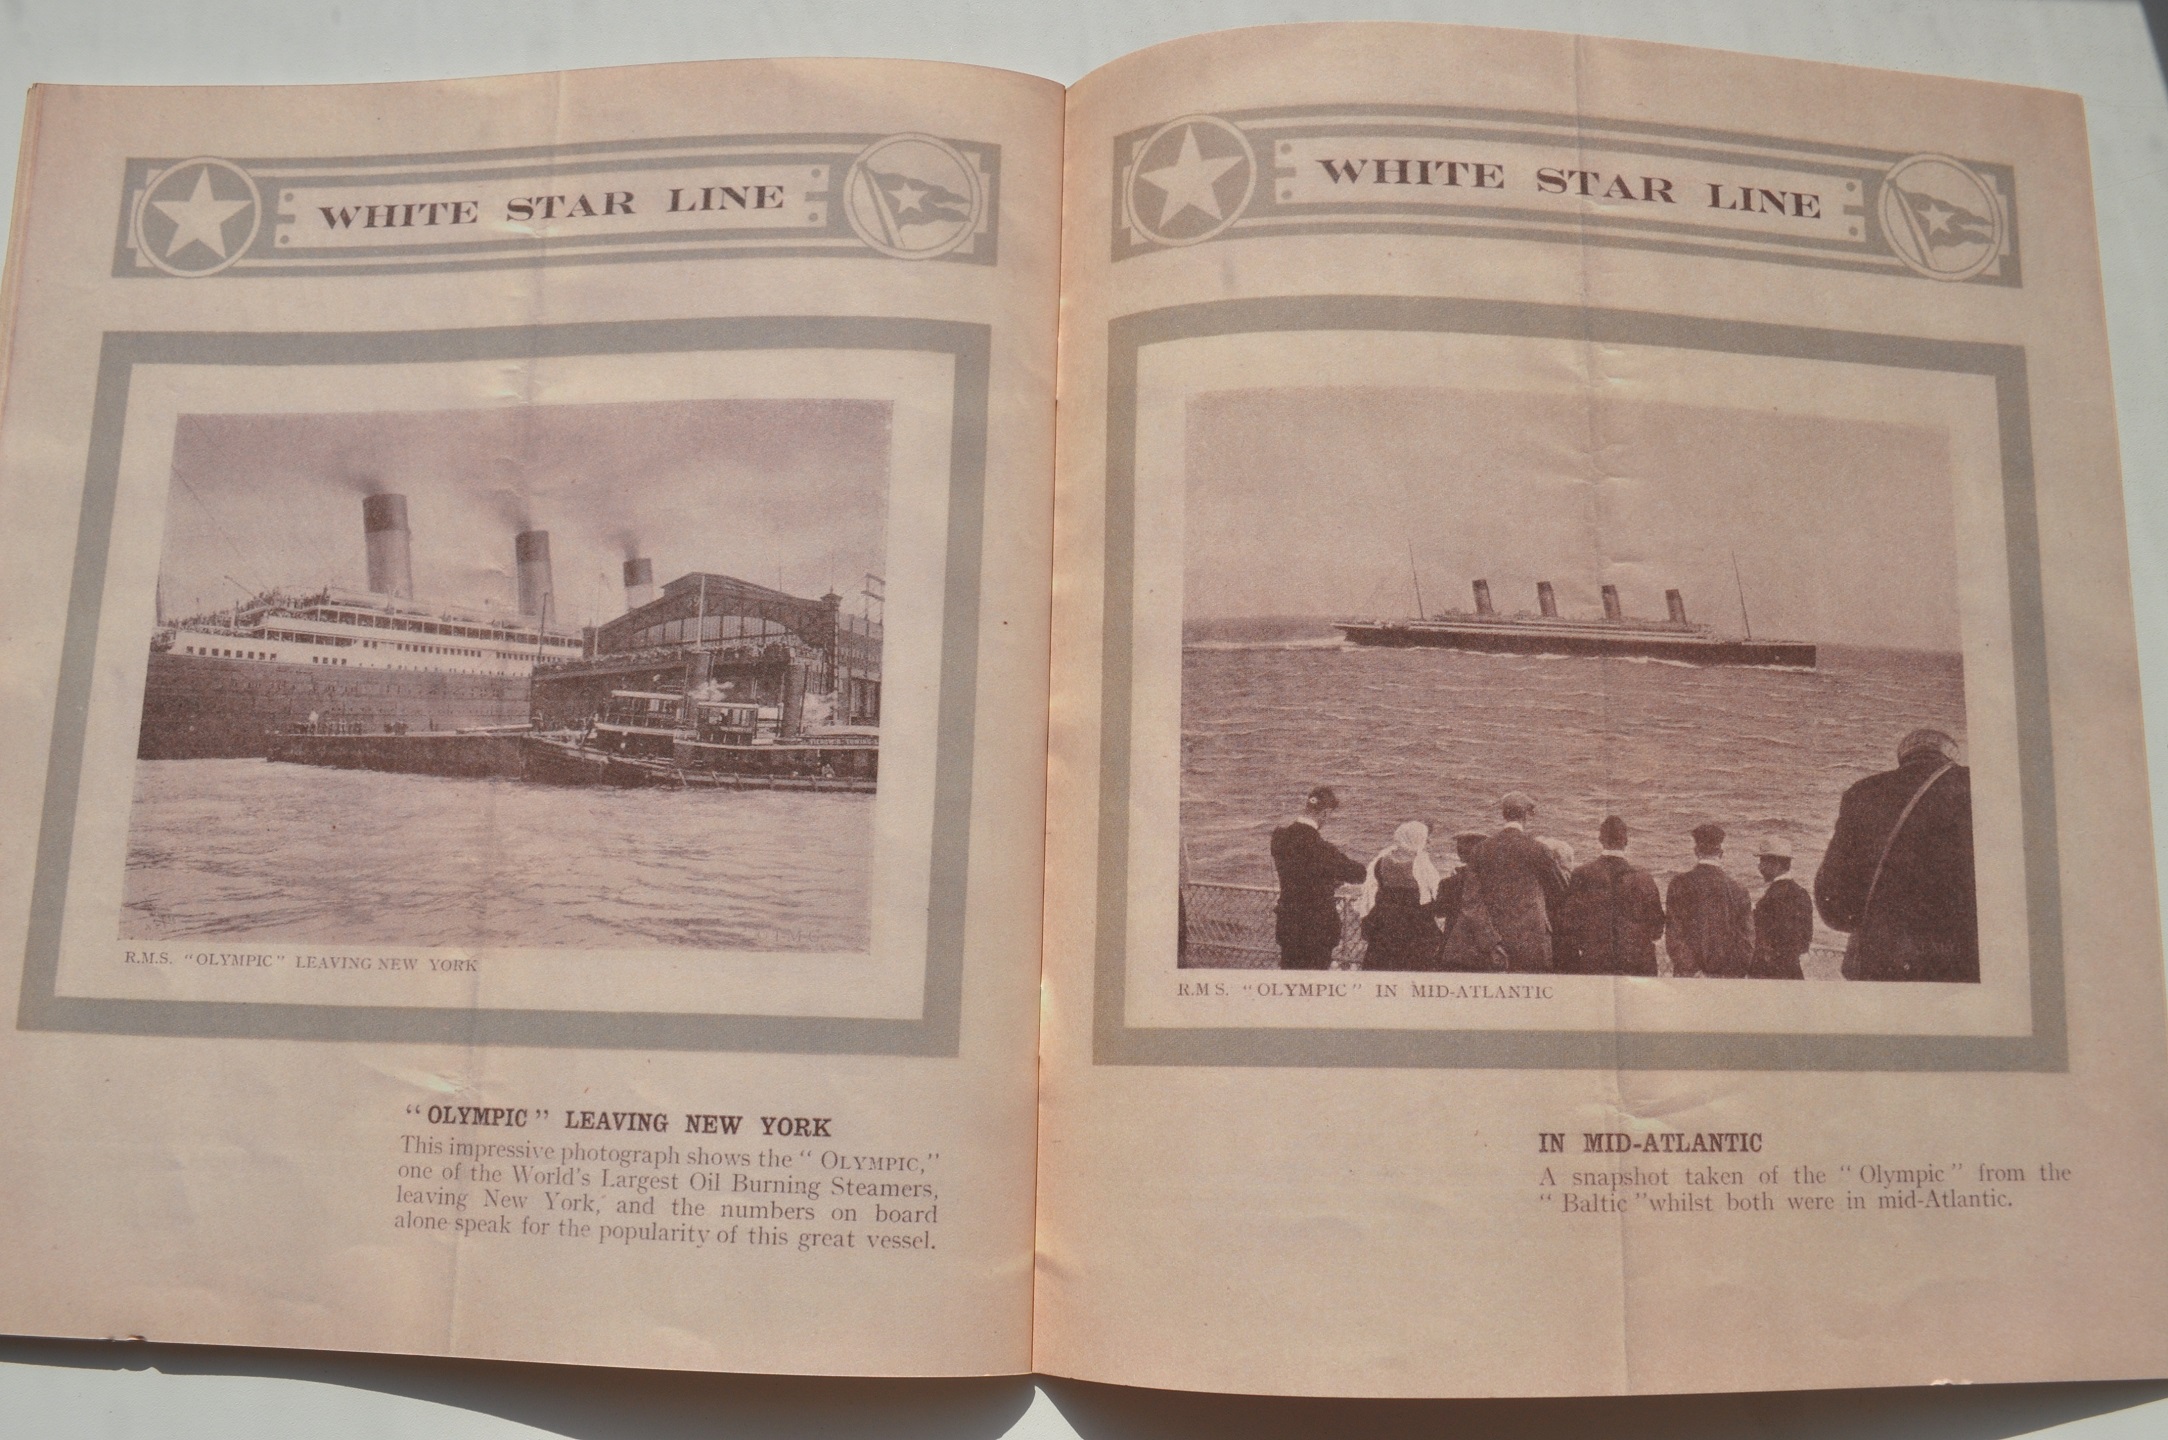 WHITE STAR LINE
R.M.S. "OLYMPIC" LEAVING NEW YORK
"OLYMPIC" LEAVING NEW YORK
This impressive photograph shows the "OLYMPIC,"
one of the World's Largest Oil Burning Steamers,
leaving New York, and the numbers on board
alone speak for the popularity of this great vessel.
WHITE STAR LINE
R.M S. "OLYMPIC" IN MID-ATLANTIC
IN MID-ATLANTIC
A snapshot taken of the "Olympic" from the
"Baltic" whilst both were in mid-Atlantic.